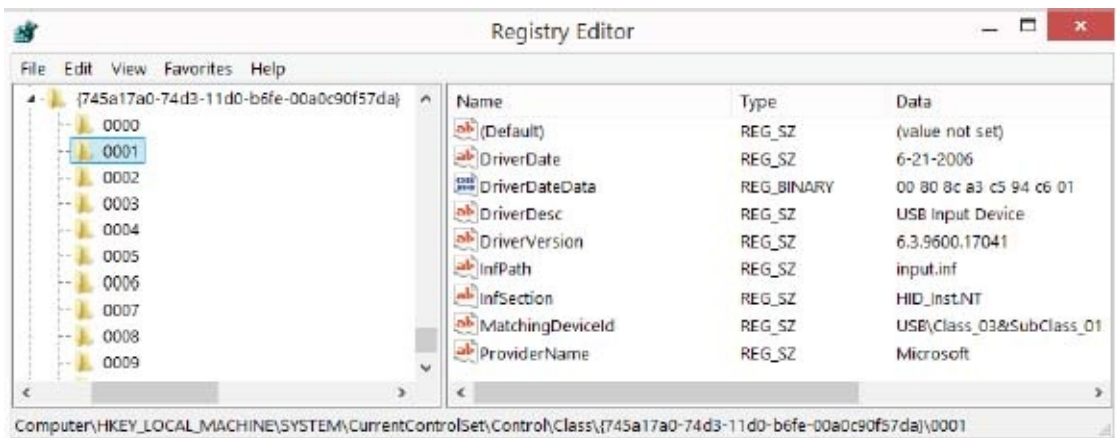 Registry Editor
File Edit View Favorites Help
{745a17a0-74d3-11d0-b6fe-00a0c90f57da}
0000
0001
0002
0003
0004
0005
0006
0007
0008
0009
Name Type Data
(Default) REG_SZ (value not set)
DriverDate REG_SZ 6-21-2006
DriverDateData REG_BINARY 00 80 8c a3 c5 94 c6 01
DriverDesc REG_SZ USB Input Device
DriverVersion REG_SZ 6.3.9600.17041
InfPath REG_SZ input.inf
InfSection REG_SZ HID_Inst.NT
MatchingDeviceId REG_SZ USB\Class_03&SubClass_01
ProviderName REG_SZ Microsoft
Computer\HKEY_LOCAL_MACHINE\SYSTEM\CurrentControlSet\Control\Class\{745a17a0-74d3-11d0-b6fe-00a0c90f57da}\0001